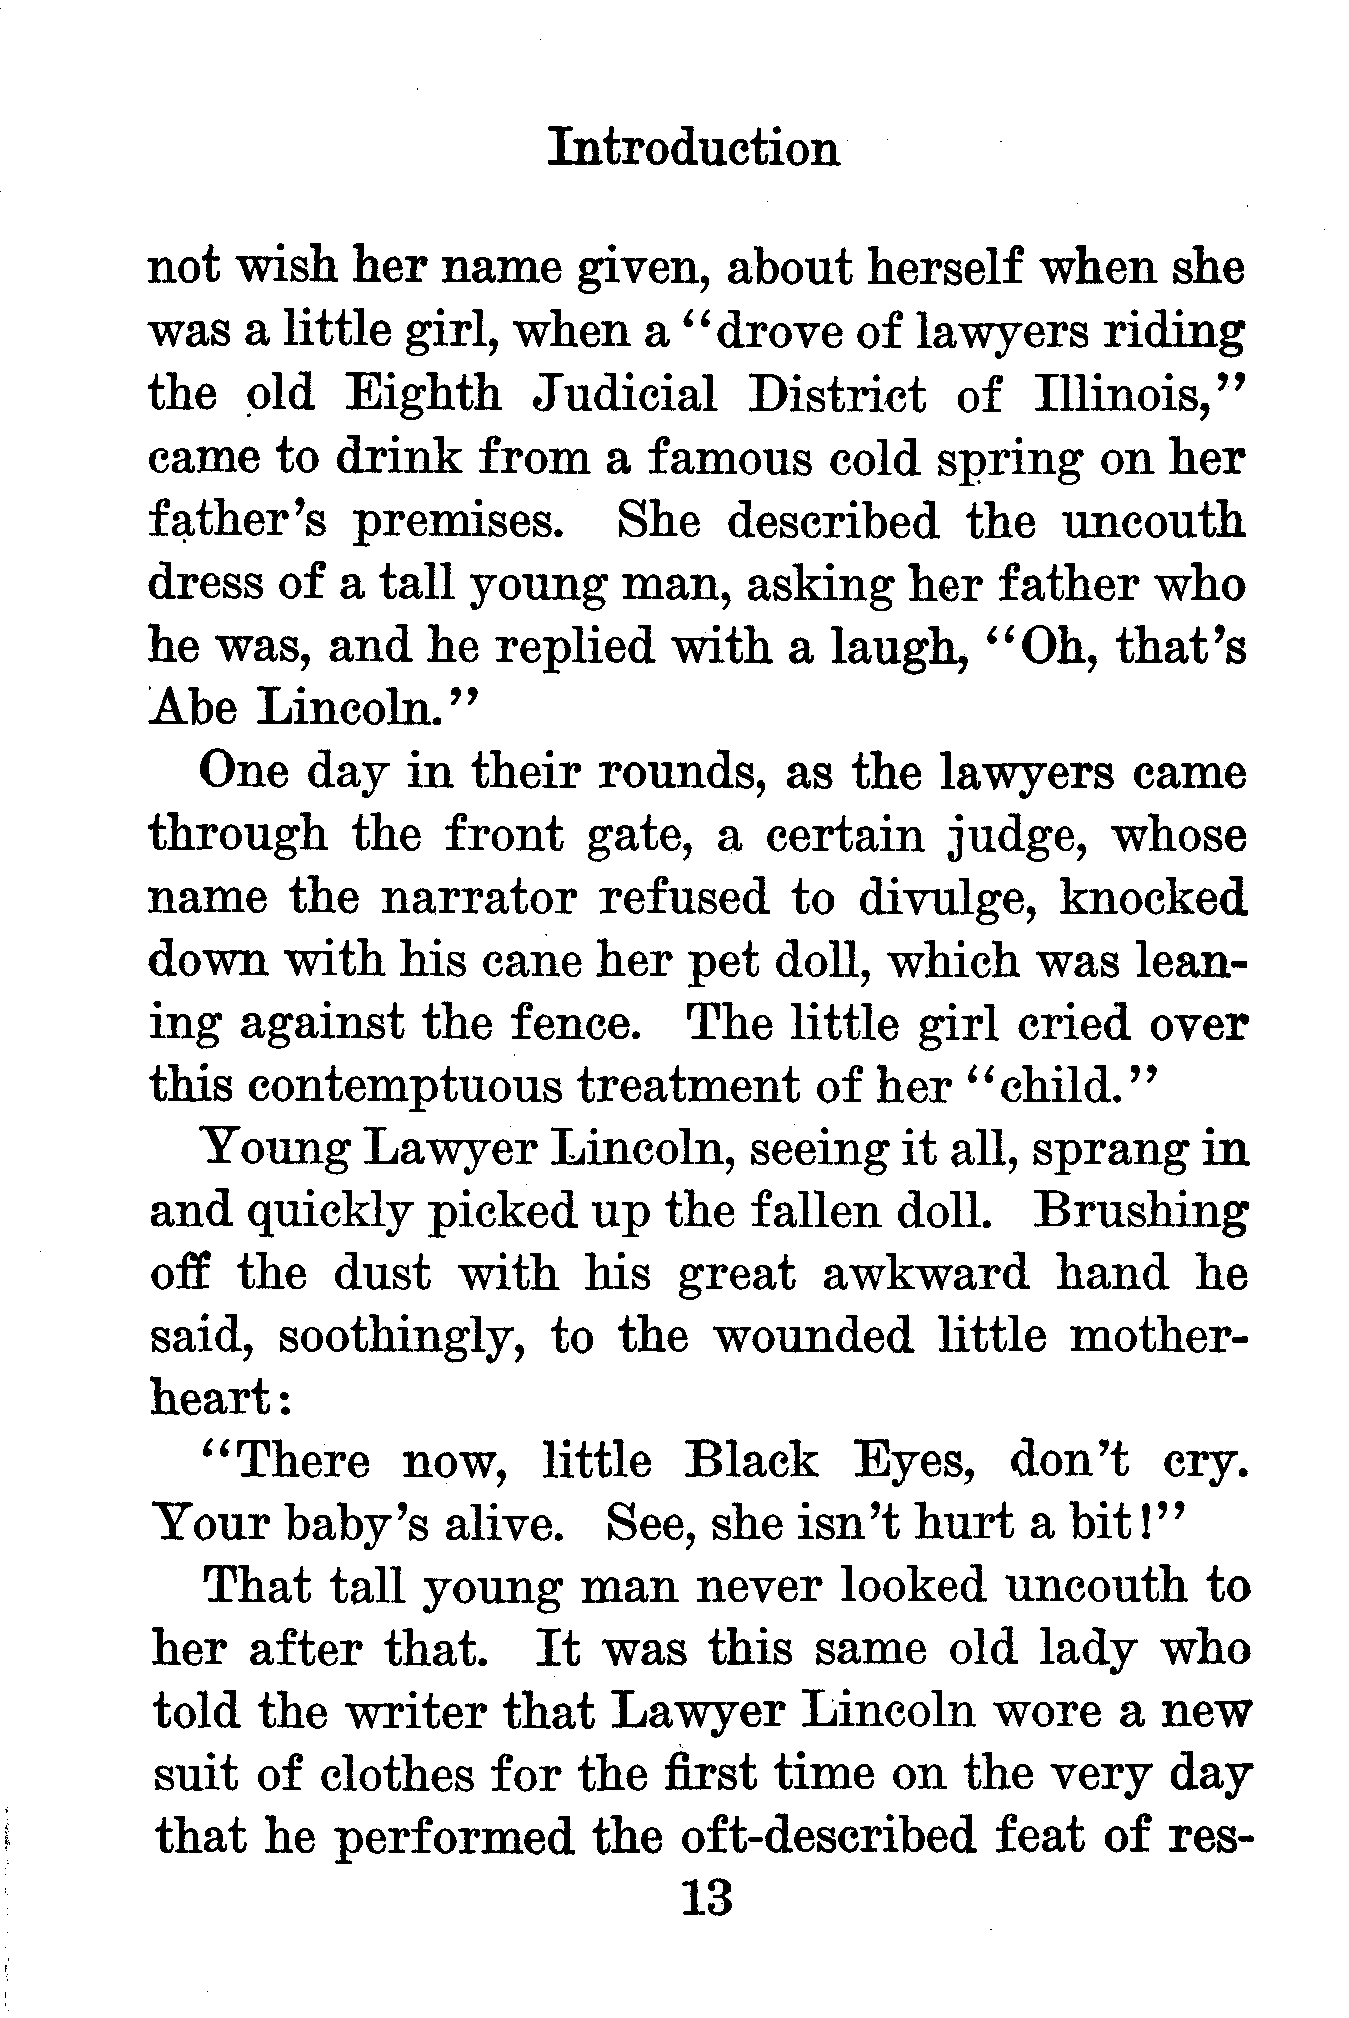 Introduction
not wish her name given, about herself when she
was a little girl, when a "drove of lawyers riding
the old Eighth Judicial District of Illinois,"
came to drink from a famous cold spring on her
father's premises. She described the uncouth
dress of a tall young man, asking her father who
he was, and he replied with a laugh, "Oh, that's
Abe Lincoln."
One day in their rounds, as the lawyers came
through the front gate, a certain judge, whose
name the narrator refused to divulge, knocked
down with his cane her pet doll, which was lean-
ing against the fence. The little girl cried over
this contemptuous treatment of her "child."
Young Lawyer Lincoln, seeing it all, sprang in
and quickly picked up the fallen doll. Brushing
off the dust with his great awkward hand he
said, soothingly, to the wounded little mother-
heart:
"There now, little Black Eyes, don't cry.
Your baby's alive. See, she isn't hurt a bit!"
That tall young man never looked uncouth to
her after that. It was this same old lady who
told the writer that Lawyer Lincoln wore a new
suit of clothes for the first time on the very day
that he performed the oft-described feat of res-
13